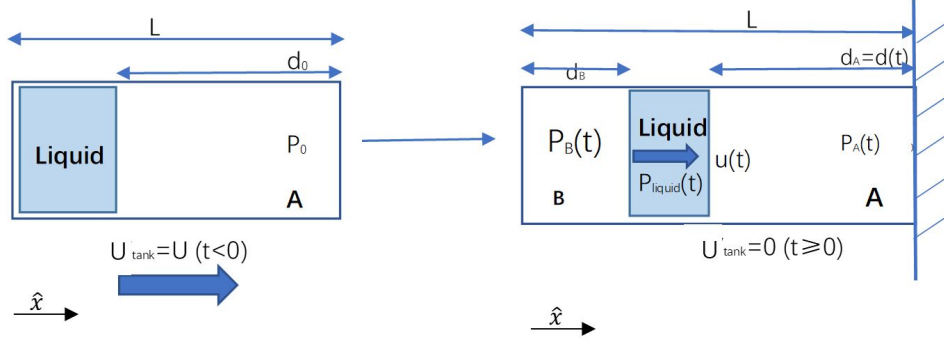 L
d₀
Liquid
P₀
A
U tank=U (t<0)
x̂
L
dB
dA=d(t)
PB(t)
Liquid
u(t)
PA(t)
Pliquid(t)
B
A
U tank=0 (t≥0)
x̂